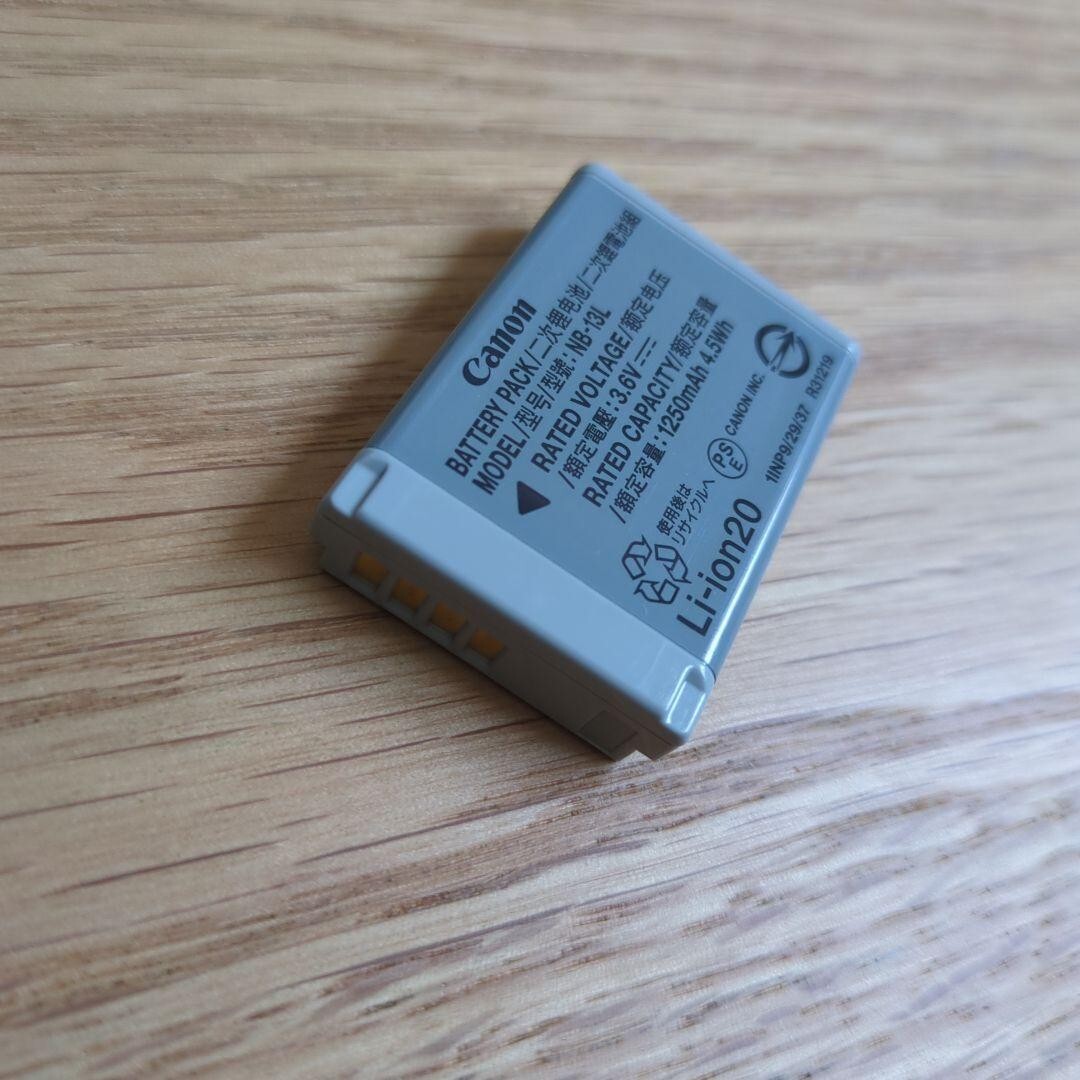 Canon
BATTERY PACK/二次锂电池/二次鋰電池組
MODEL/型号/型號:NB-13L
RATED VOLTAGE/额定电压
/額定電壓:3.6V
RATED CAPACITY/额定容量
/額定容量:1250mAh 4.5Wh
使用後は
リサイクルへ
PSE
CANON INC.
Li-ion20
1INP9/29/37 R31219